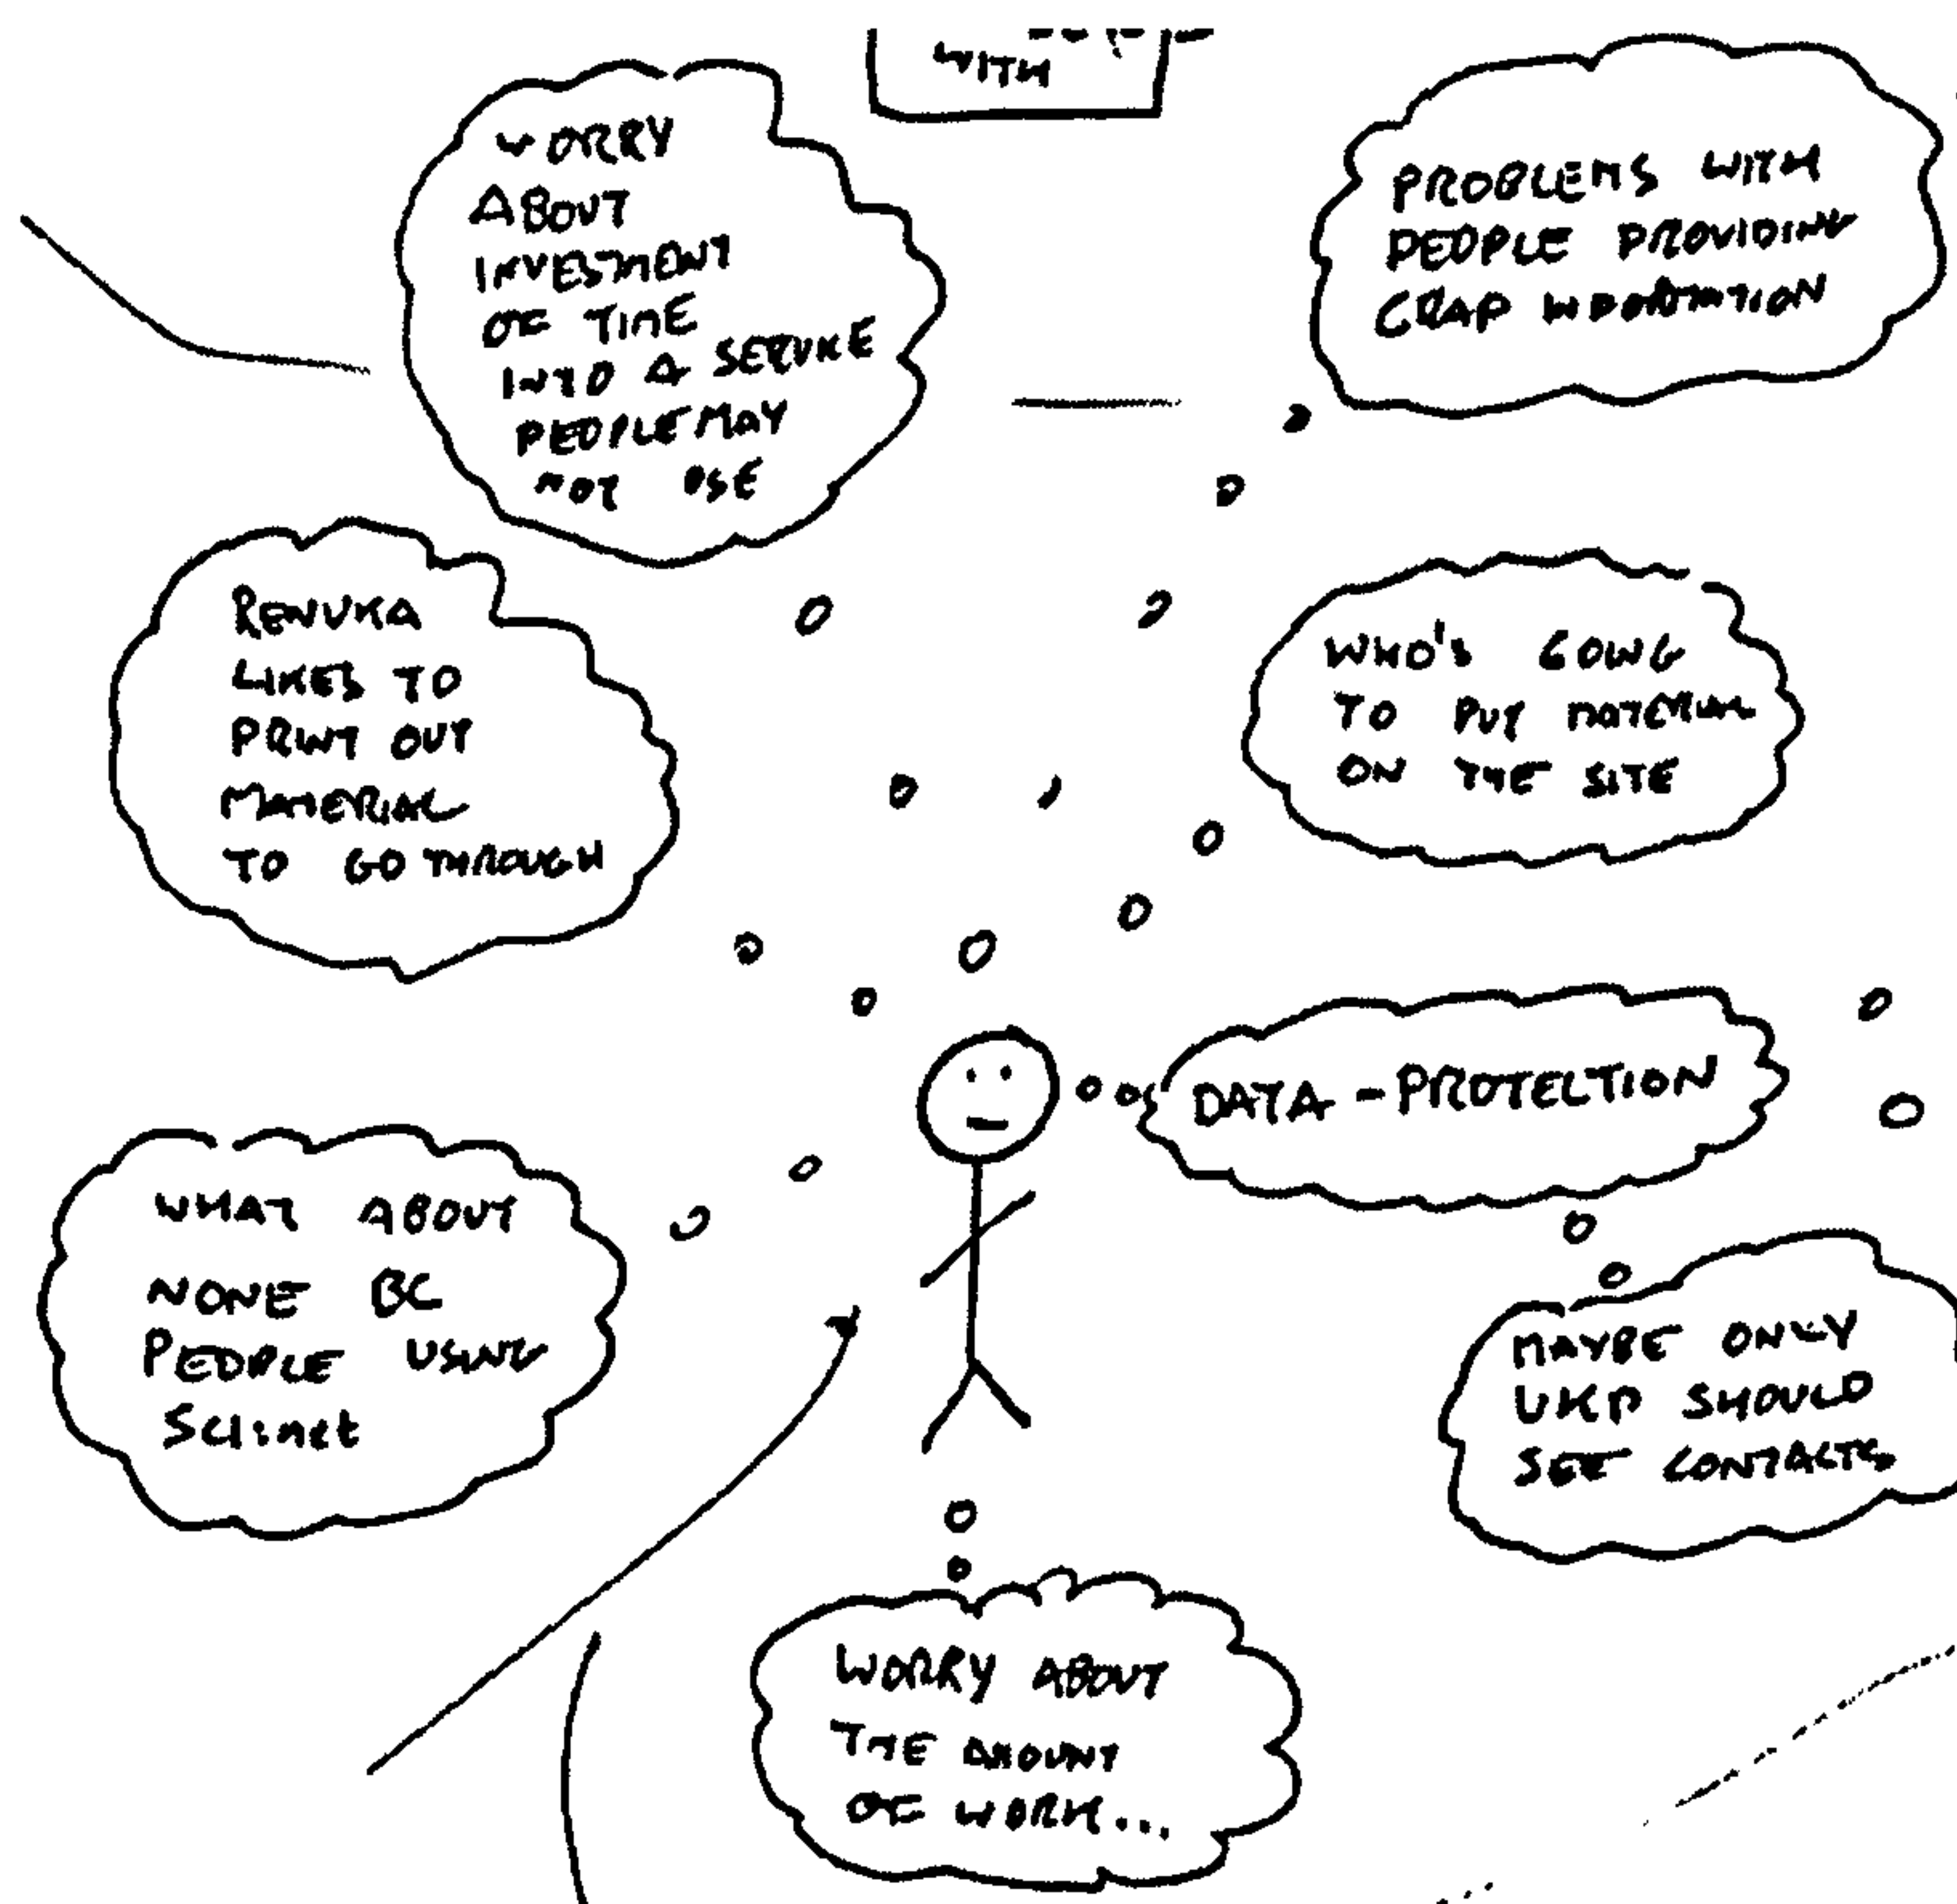 WITH
WORRY
ABOUT
INVESTMENT
OF TIME
INTO A SERVICE
PEOPLE MAY
NOT USE
PROBLEMS WITH
PEOPLE PROVIDING
CRAP INFORMATION
RENUKA
LIKES TO
PRINT OUT
MATERIAL
TO GO THROUGH
WHO'S GOING
TO PUT MATERIAL
ON THE SITE
DATA - PROTECTION
WHAT ABOUT
NONE BC
PEOPLE USING
Sci:net
MAYBE ONLY
UKP SHOULD
SEE CONTACTS
WORRY ABOUT
THE AMOUNT
OF WORK...